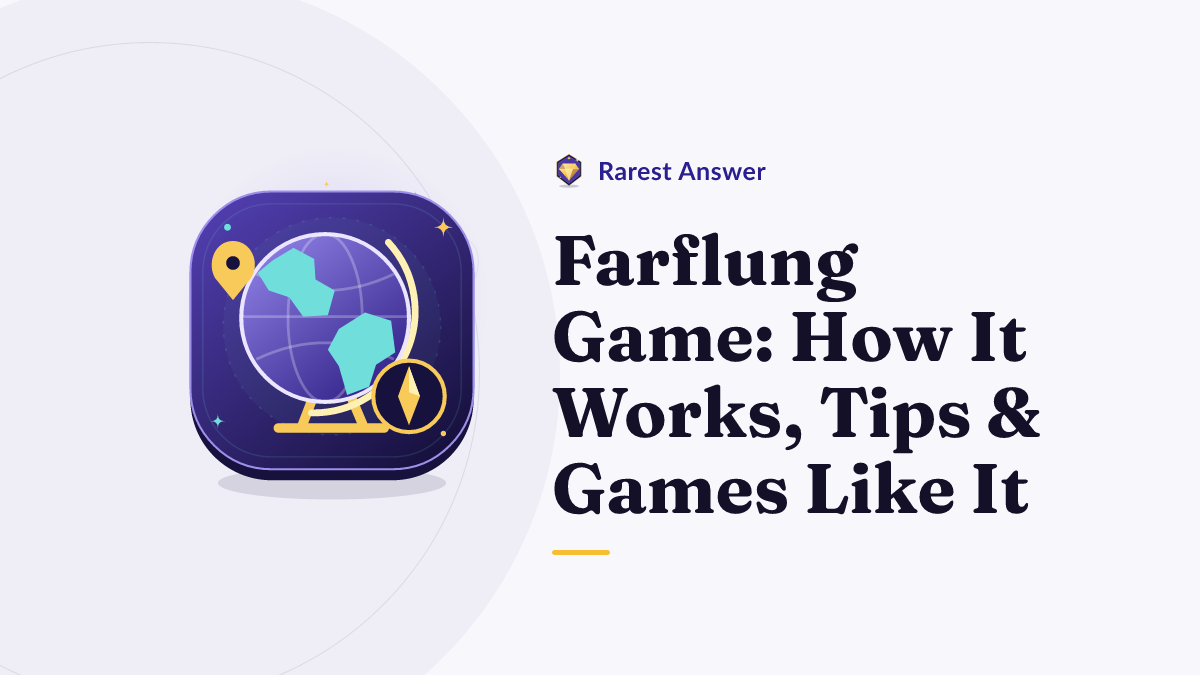 Rarest Answer
Farflung
Game: How It
Works, Tips &
Games Like It